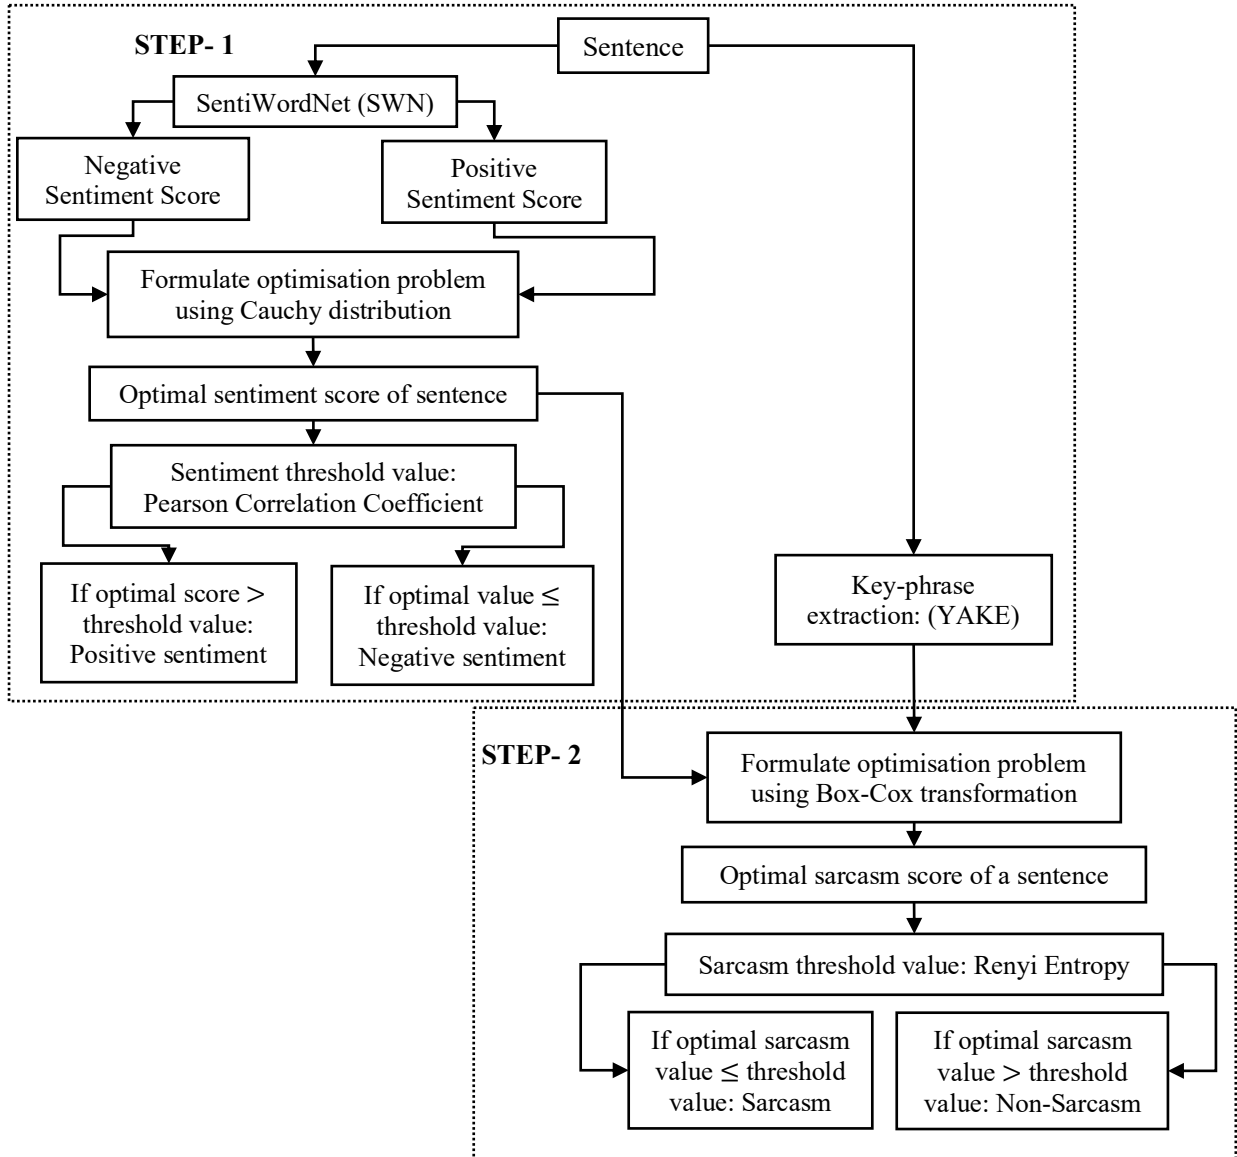 STEP- 1
Sentence
SentiWordNet (SWN)
Negative
Sentiment Score
Positive
Sentiment Score
Formulate optimisation problem
using Cauchy distribution
Optimal sentiment score of sentence
Sentiment threshold value:
Pearson Correlation Coefficient
If optimal score >
threshold value:
Positive sentiment
If optimal value ≤
threshold value:
Negative sentiment
Key-phrase
extraction: (YAKE)
STEP- 2
Formulate optimisation problem
using Box-Cox transformation
Optimal sarcasm score of a sentence
Sarcasm threshold value: Renyi Entropy
If optimal sarcasm
value ≤ threshold
value: Sarcasm
If optimal sarcasm
value > threshold
value: Non-Sarcasm